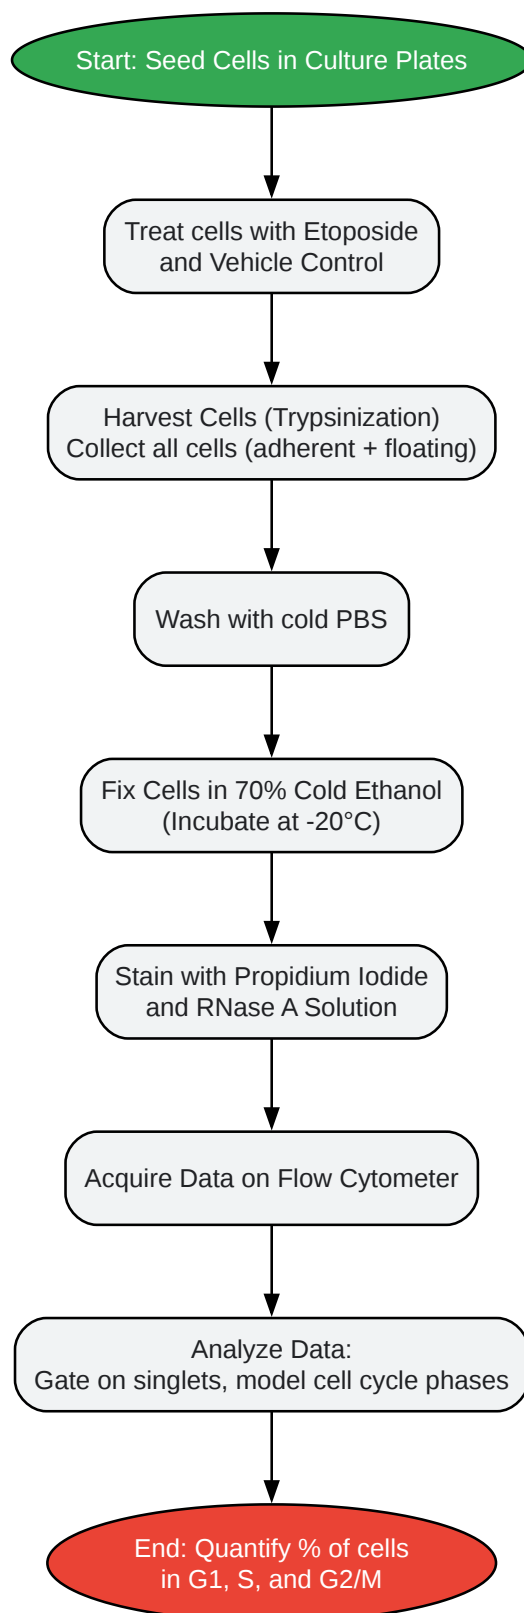 Start: Seed Cells in Culture Plates
Treat cells with Etoposide
and Vehicle Control
Harvest Cells (Trypsinization)
Collect all cells (adherent + floating)
Wash with cold PBS
Fix Cells in 70% Cold Ethanol
(Incubate at -20°C)
Stain with Propidium Iodide
and RNase A Solution
Acquire Data on Flow Cytometer
Analyze Data:
Gate on singlets, model cell cycle phases
End: Quantify % of cells
in G1, S, and G2/M